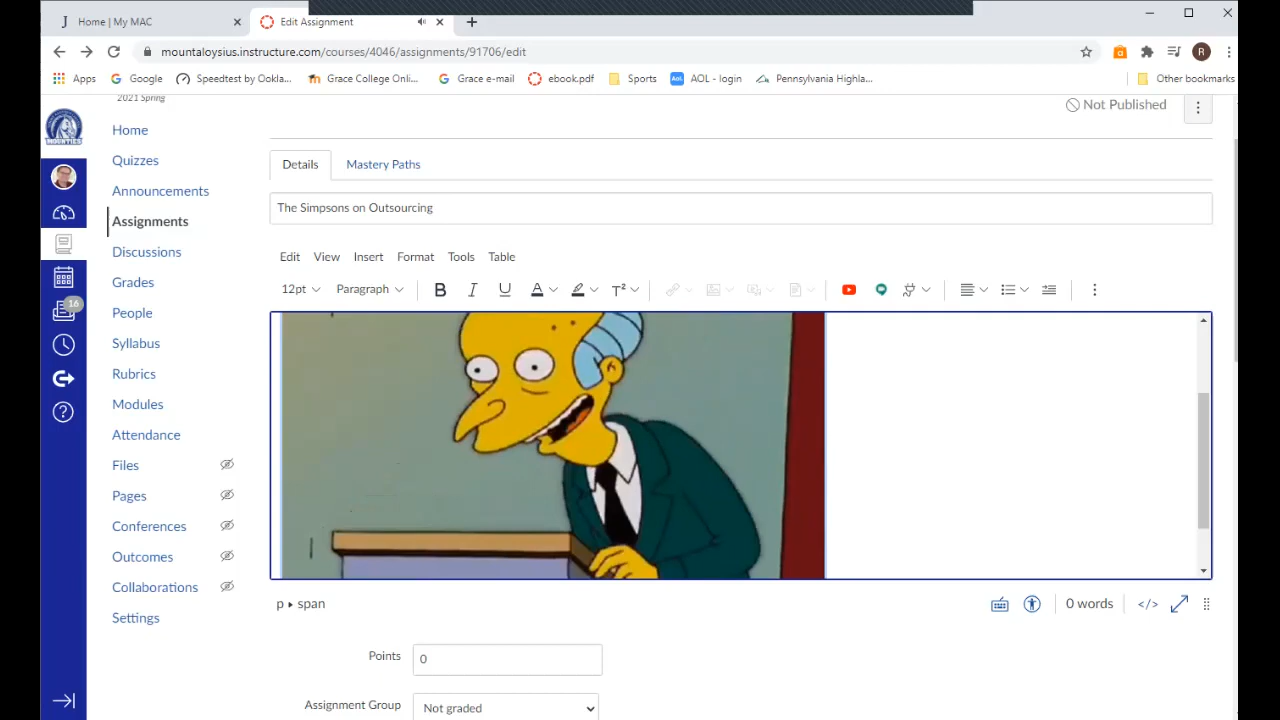 Home | My MAC
Edit Assignment
mountaloysius.instructure.com/courses/4046/assignments/91706/edit
R
Apps
Google
Speedtest by Ookla...
Grace College Onli...
Grace e-mail
ebook.pdf
Sports
AOL - login
Pennsylvania Highla...
Other bookmarks
2021 Spring
Not Published
MOUNTIES
Home
Quizzes
Announcements
Assignments
Discussions
Grades
People
Syllabus
Rubrics
Modules
Attendance
Files
Pages
Conferences
Outcomes
Collaborations
Settings
16
Details
Mastery Paths
The Simpsons on Outsourcing
Edit View Insert Format Tools Table
12pt Paragraph B I U A T²
p ▸ span
0 words
</>
Points
0
Assignment Group
Not graded